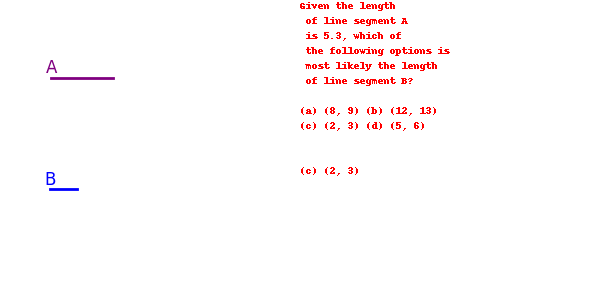 Given the length
of line segment A
is 5.3, which of
the following options is
most likely the length
of line segment B?
(a) (8, 9) (b) (12, 13)
(c) (2, 3) (d) (5, 6)
(c) (2, 3)
A
B